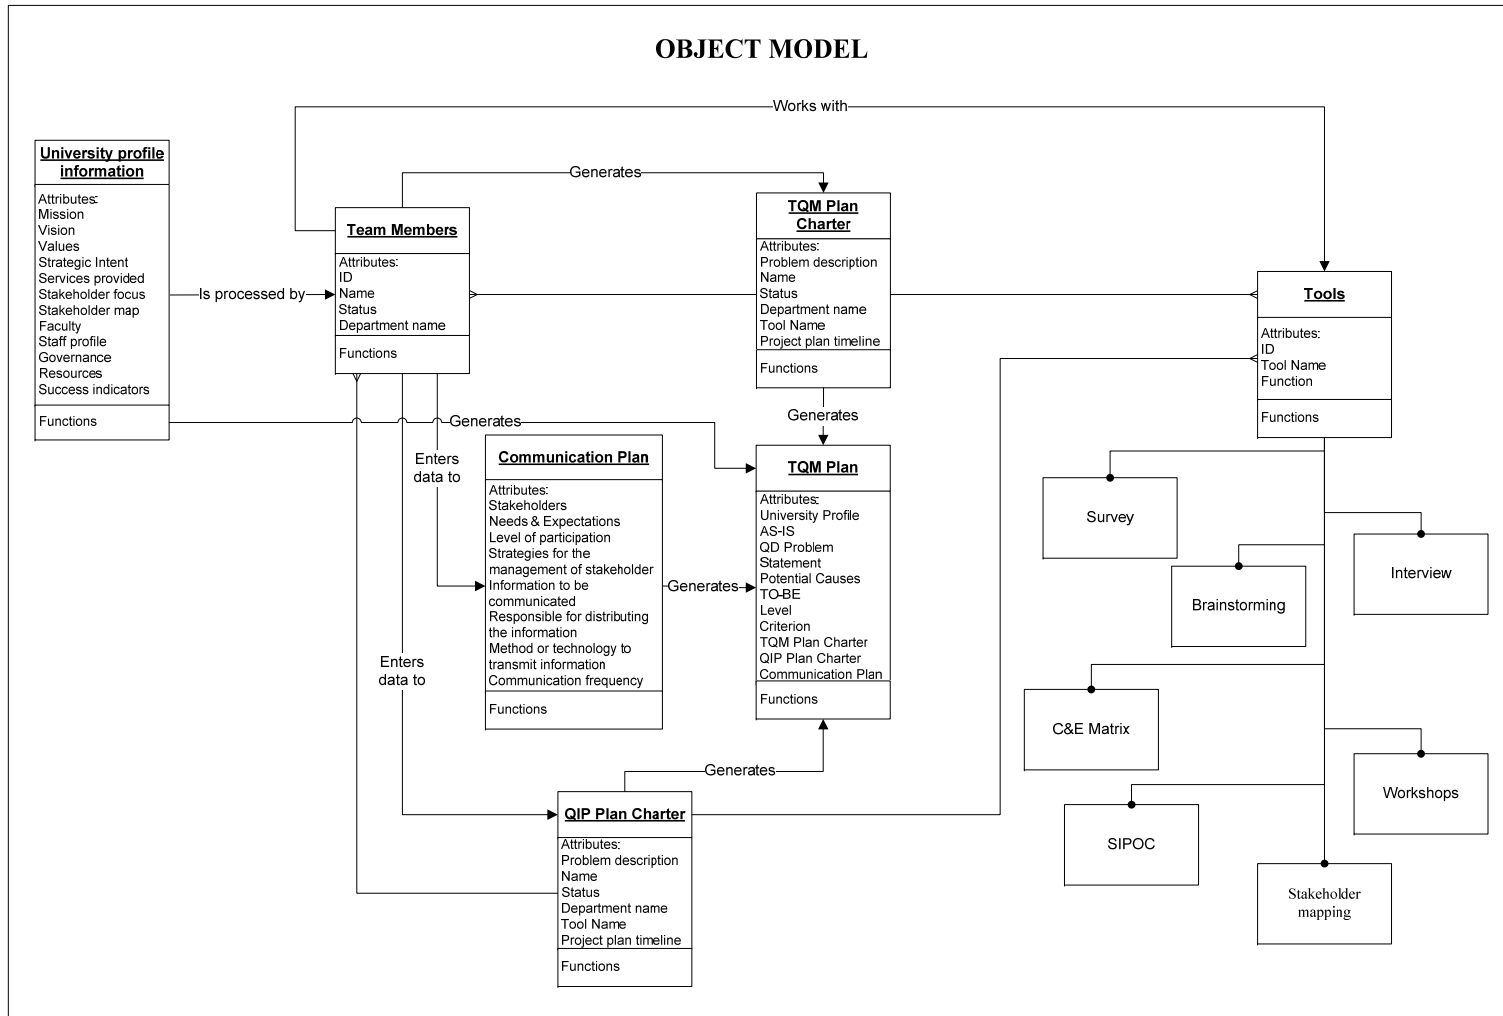 OBJECT MODEL
Works with
University profile
information
Attributes:
Mission
Vision
Values
Strategic Intent
Services provided
Stakeholder focus
Stakeholder map
Faculty
Staff profile
Governance
Resources
Success indicators
Functions
Is processed by
Generates
Team Members
Attributes:
ID
Name
Status
Department name
Functions
Generates
TQM Plan
Charter
Attributes:
Problem description
Name
Status
Department name
Tool Name
Project plan timeline
Functions
Generates
Tools
Attributes:
ID
Tool Name
Function
Functions
Enters
data to
Communication Plan
Attributes:
Stakeholders
Needs & Expectations
Level of participation
Strategies for the
management of stakeholder
Information to be
communicated
Responsible for distributing
the information
Method or technology to
transmit information
Communication frequency
Functions
Generates
TQM Plan
Attributes:
University Profile
AS-IS
QD Problem
Statement
Potential Causes
TO-BE
Level
Criterion
TQM Plan Charter
QIP Plan Charter
Communication Plan
Functions
Enters
data to
Generates
QIP Plan Charter
Attributes:
Problem description
Name
Status
Department name
Tool Name
Project plan timeline
Functions
Survey
Interview
Brainstorming
C&E Matrix
Workshops
SIPOC
Stakeholder
mapping